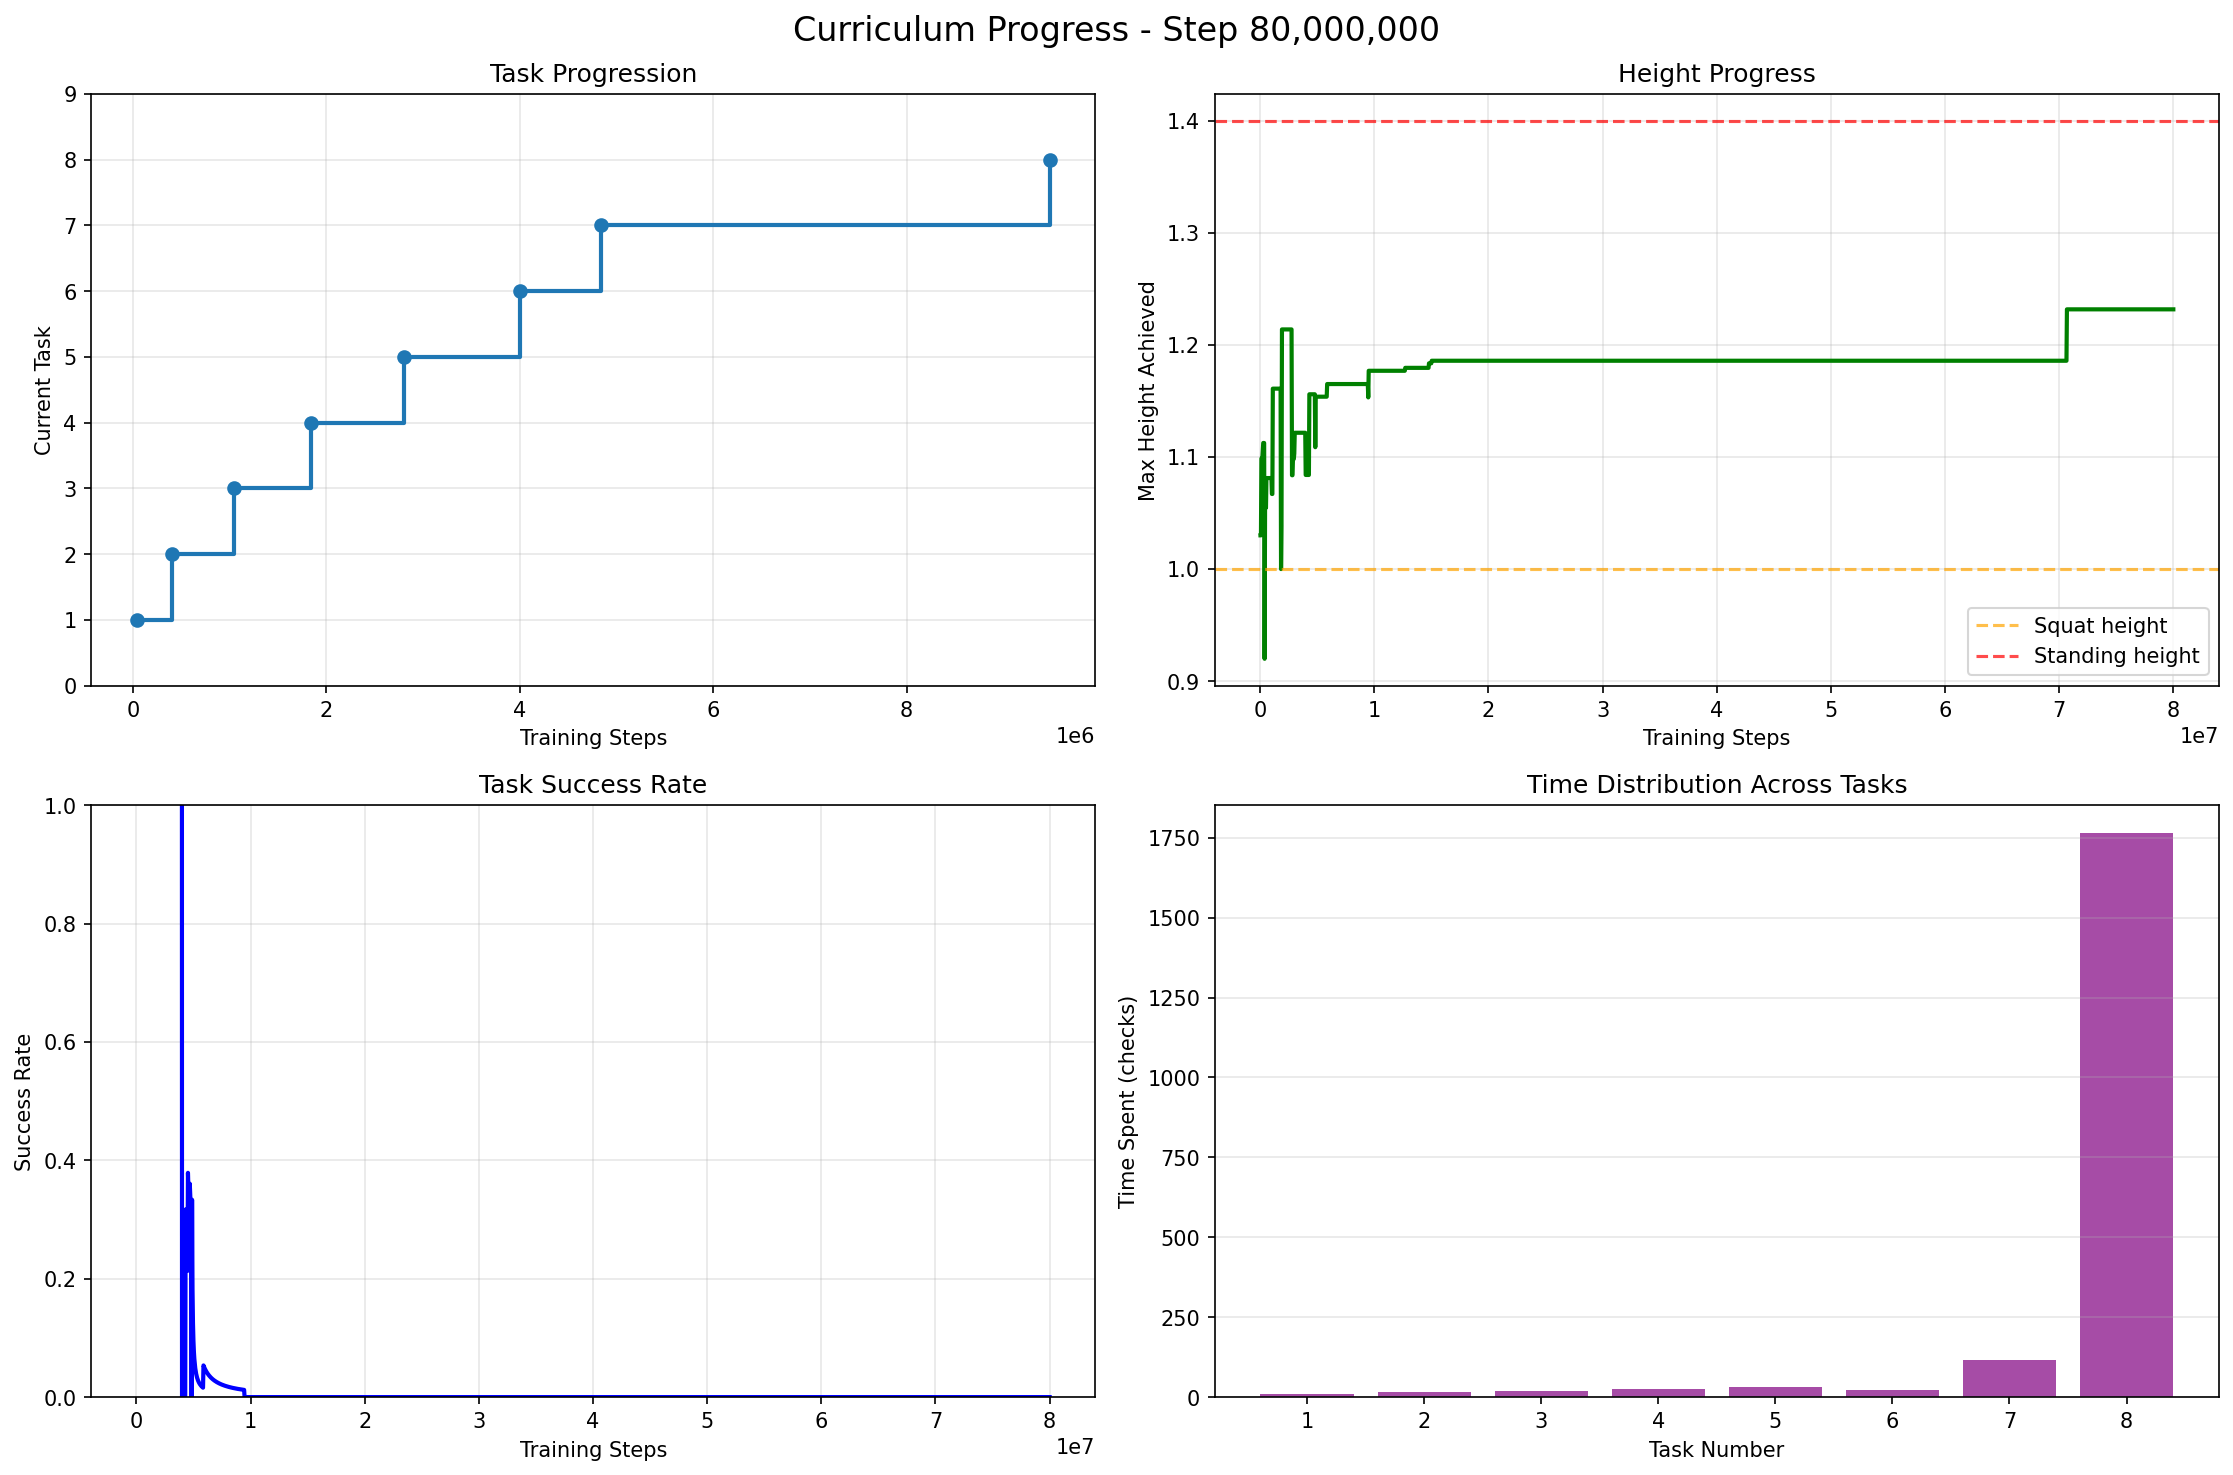 Curriculum Progress - Step 80,000,000
Task Progression
9
8
7
6
5
4
3
2
1
0
Current Task
0 2 4 6 8
1e6
Training Steps
Height Progress
1.4
1.3
1.2
1.1
1.0
0.9
Max Height Achieved
Squat height
Standing height
0 1 2 3 4 5 6 7 8
1e7
Training Steps
Task Success Rate
1.0
0.8
0.6
0.4
0.2
0.0
Success Rate
0 1 2 3 4 5 6 7 8
1e7
Training Steps
Time Distribution Across Tasks
1750
1500
1250
1000
750
500
250
0
Time Spent (checks)
1 2 3 4 5 6 7 8
Task Number